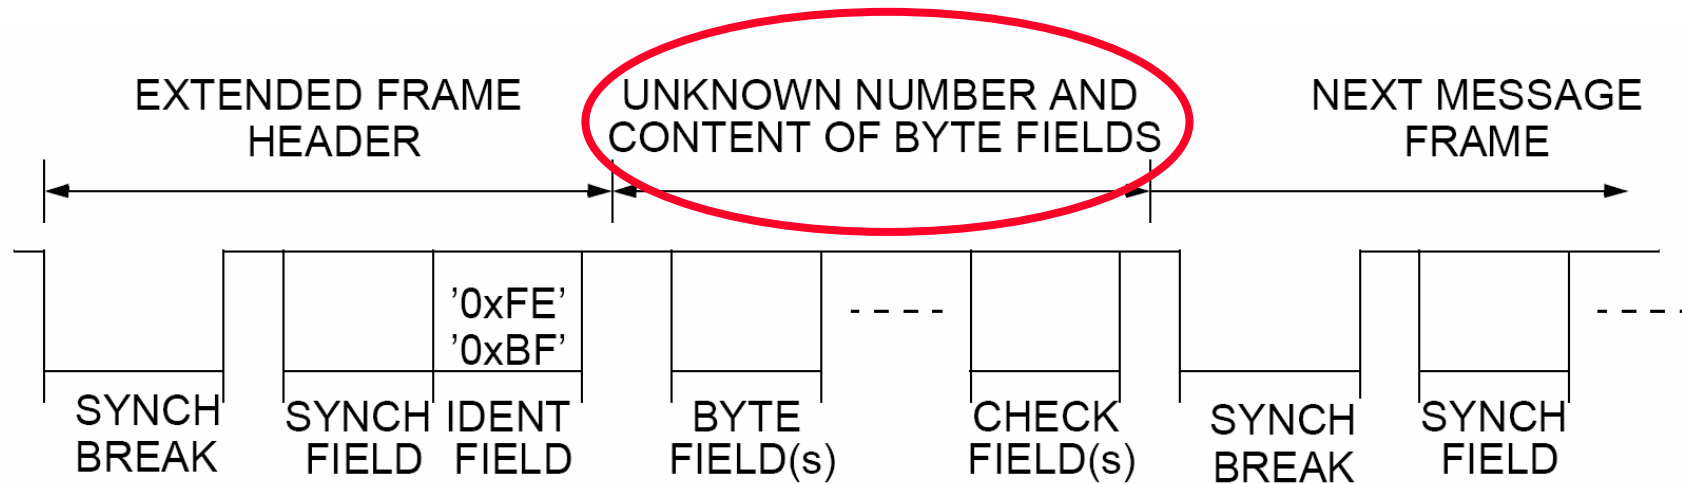 EXTENDED FRAME
HEADER
UNKNOWN NUMBER AND
CONTENT OF BYTE FIELDS
NEXT MESSAGE
FRAME
’0xFE’
’0xBF’
SYNCH
BREAK
SYNCH
FIELD
IDENT
FIELD
BYTE
FIELD(s)
CHECK
FIELD(s)
SYNCH
BREAK
SYNCH
FIELD